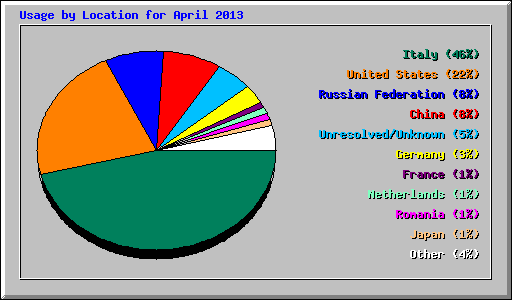 Usage by Location for April 2013
Italy (46%)
United States (22%)
Russian Federation (8%)
China (8%)
Unresolved/Unknown (5%)
Germany (3%)
France (1%)
Netherlands (1%)
Romania (1%)
Japan (1%)
Other (4%)